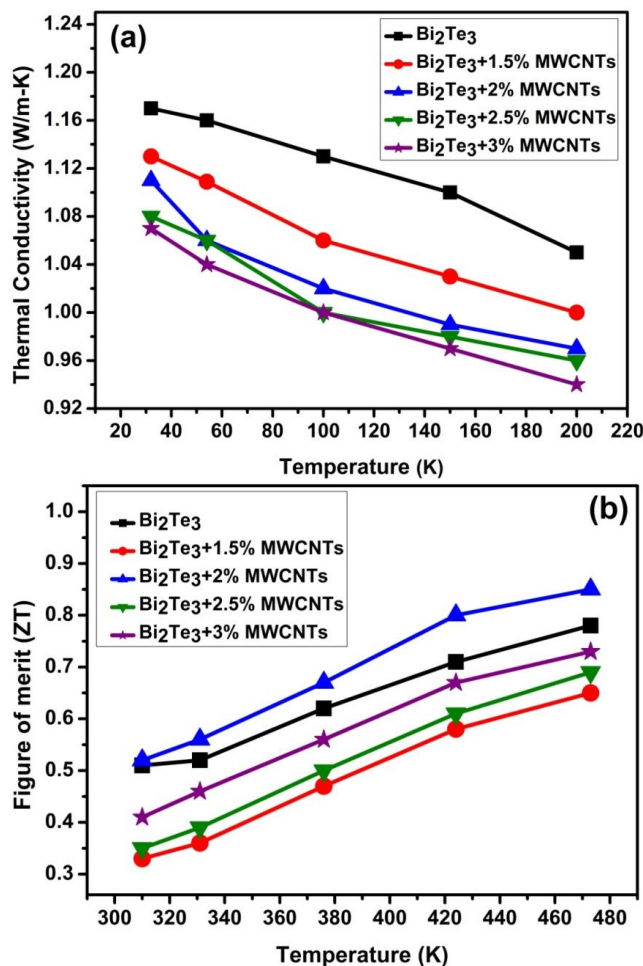 (a)
Bi2Te3
Bi2Te3+1.5% MWCNTs
Bi2Te3+2% MWCNTs
Bi2Te3+2.5% MWCNTs
Bi2Te3+3% MWCNTs
Thermal Conductivity (W/m-K)
1.24
1.20
1.16
1.12
1.08
1.04
1.00
0.96
0.92
20 40 60 80 100 120 140 160 180 200 220
Temperature (K)
(b)
Bi2Te3
Bi2Te3+1.5% MWCNTs
Bi2Te3+2% MWCNTs
Bi2Te3+2.5% MWCNTs
Bi2Te3+3% MWCNTs
Figure of merit (ZT)
1.0
0.9
0.8
0.7
0.6
0.5
0.4
0.3
300 320 340 360 380 400 420 440 460 480
Temperature (K)